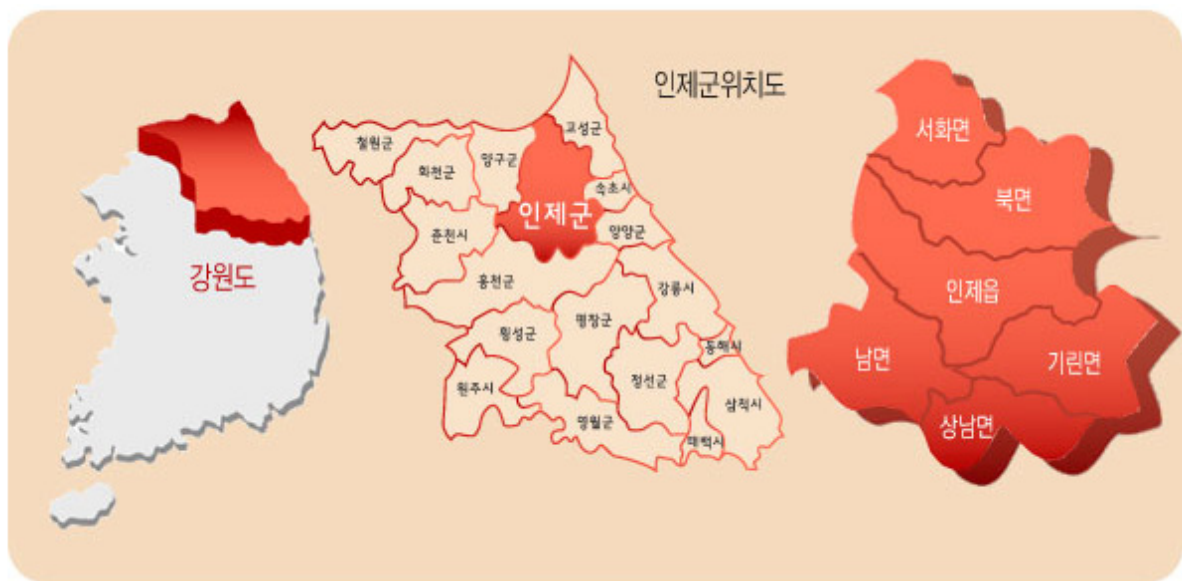 인제군위치도
강원도
철원군
화천군
양구군
고성군
속초시
인제군
양양군
춘천시
홍천군
강릉시
횡성군
평창군
동해시
원주시
정선군
삼척시
영월군
태백시
서화면
북면
인제읍
남면
기린면
상남면